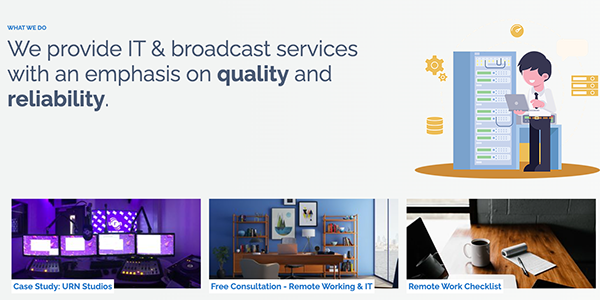 WHAT WE DO
We provide IT & broadcast services
with an emphasis on quality and
reliability.
Case Study: URN Studios
Free Consultation - Remote Working & IT
Remote Work Checklist